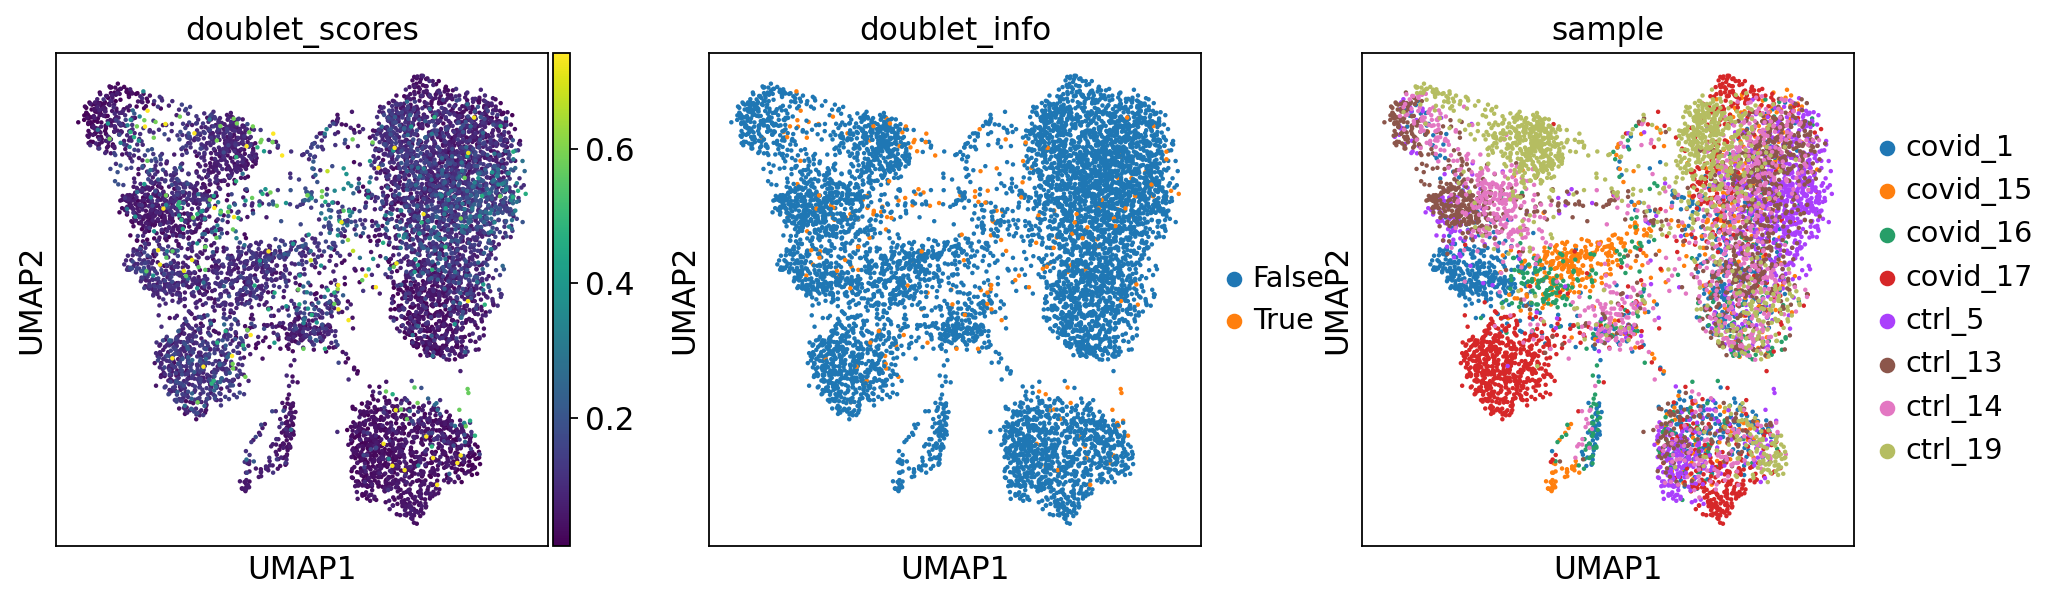 doublet_scores
UMAP2
UMAP1
0.6
0.4
0.2
doublet_info
UMAP2
UMAP1
False
True
sample
UMAP2
UMAP1
covid_1
covid_15
covid_16
covid_17
ctrl_5
ctrl_13
ctrl_14
ctrl_19